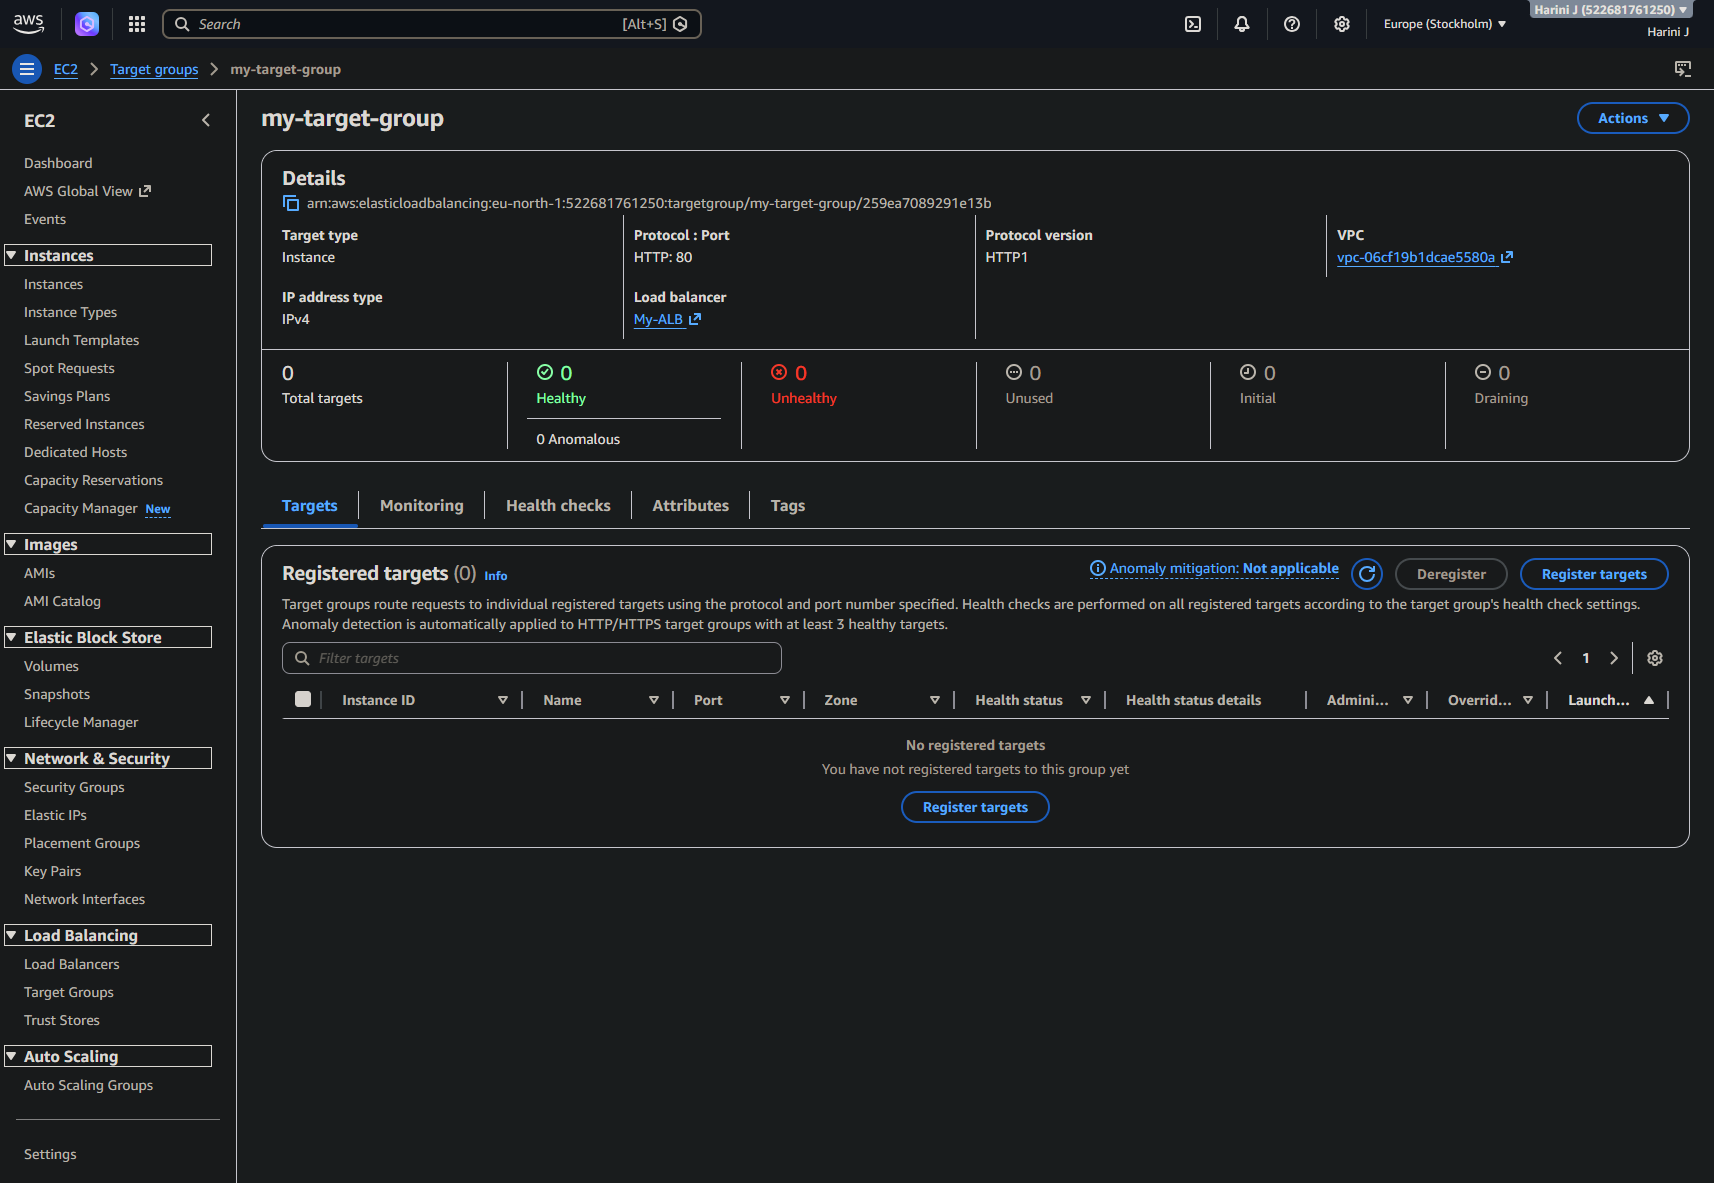 aws
Search
[Alt+S]
Europe (Stockholm)
Harini J (522681761250)
Harini J
EC2
Target groups
my-target-group
EC2
Dashboard
AWS Global View
Events
Instances
Instances
Instance Types
Launch Templates
Spot Requests
Savings Plans
Reserved Instances
Dedicated Hosts
Capacity Reservations
Capacity Manager New
Images
AMIs
AMI Catalog
Elastic Block Store
Volumes
Snapshots
Lifecycle Manager
Network & Security
Security Groups
Elastic IPs
Placement Groups
Key Pairs
Network Interfaces
Load Balancing
Load Balancers
Target Groups
Trust Stores
Auto Scaling
Auto Scaling Groups
Settings
my-target-group
Actions
Details
arn:aws:elasticloadbalancing:eu-north-1:522681761250:targetgroup/my-target-group/259ea7089291e13b
Target type
Instance
Protocol : Port
HTTP: 80
Protocol version
HTTP1
VPC
vpc-06cf19b1dcae5580a
IP address type
IPv4
Load balancer
My-ALB
0
Total targets
0
Healthy
0 Anomalous
0
Unhealthy
0
Unused
0
Initial
0
Draining
Targets
Monitoring
Health checks
Attributes
Tags
Registered targets (0) Info
Anomaly mitigation: Not applicable
Deregister
Register targets
Target groups route requests to individual registered targets using the protocol and port number specified. Health checks are performed on all registered targets according to the target group's health check settings.
Anomaly detection is automatically applied to HTTP/HTTPS target groups with at least 3 healthy targets.
Filter targets
1
Instance ID
Name
Port
Zone
Health status
Health status details
Admini...
Overrid...
Launch...
No registered targets
You have not registered targets to this group yet
Register targets